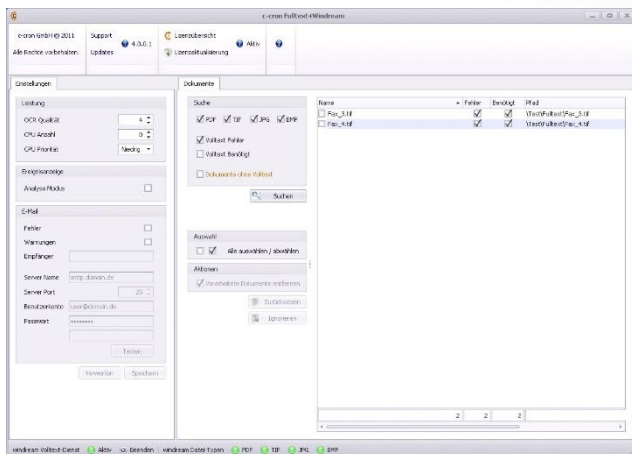 c-cron Fulltext4Windream
c-cron GmbH © 2011
Alle Rechte vorbehalten.
Support
Updates
4.0.0.1
Lizenzübersicht
Lizenzaktualisierung
Aktiv
Einstellungen
Leistung
OCR Qualität 4
CPU Anzahl 0
CPU Priorität Niedrig
Ereignisanzeige
Analyse Modus
E-Mail
Fehler
Warnungen
Empfänger
Server Name smtp.domain.de
Server Port 25
Benutzerkonto user@domain.de
Passwort ********
Testen
Verwerfen Speichern
Dokumente
Suche
PDF TIF JPG EMP
Volltext Fehler
Volltext Benötigt
Dokumente ohne Volltext
Suchen
Auswahl
Alle auswählen / abwählen
Aktionen
Verarbeitete Dokumente entfernen
Zurücksetzen
Ignorieren
Name Fehler Benötigt Pfad
Fax_3.tif \Test\Fulltext\Fax_3.tif
Fax_4.tif \Test\Fulltext\Fax_4.tif
2 2 2
windream Volltext-Dienst Aktiv Beenden windream Datei-Typen PDF TIF JPG EMP